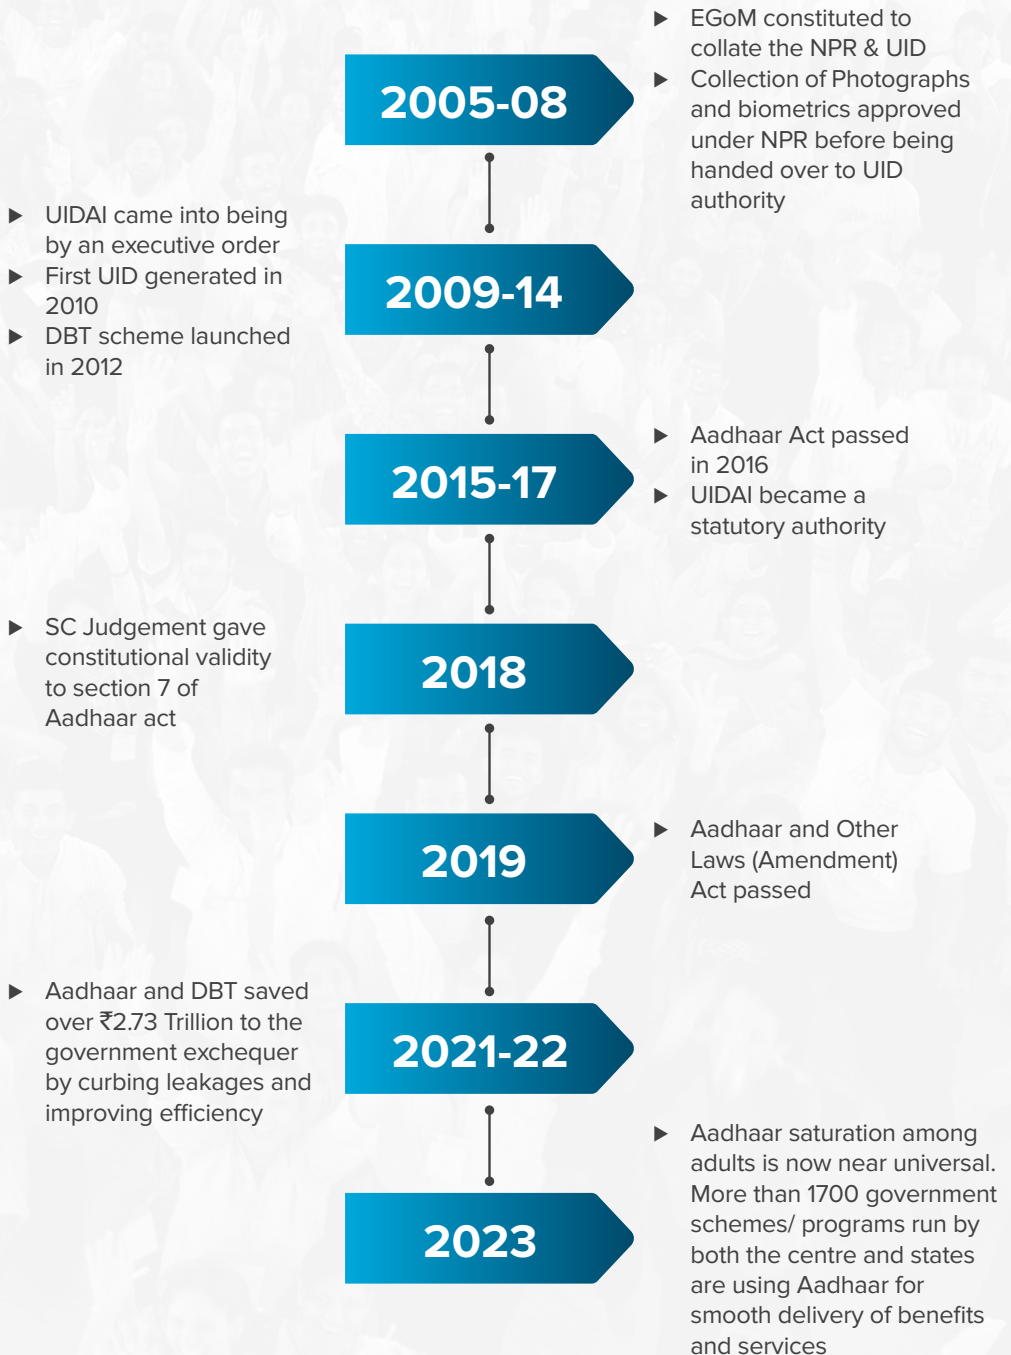 ► EGoM constituted to
collate the NPR & UID
► Collection of Photographs
and biometrics approved
under NPR before being
handed over to UID
authority
2005-08
► UIDAI came into being
by an executive order
► First UID generated in
2010
► DBT scheme launched
in 2012
2009-14
► Aadhaar Act passed
in 2016
► UIDAI became a
statutory authority
2015-17
► SC Judgement gave
constitutional validity
to section 7 of
Aadhaar act
2018
► Aadhaar and Other
Laws (Amendment)
Act passed
2019
► Aadhaar and DBT saved
over ₹2.73 Trillion to the
government exchequer
by curbing leakages and
improving efficiency
2021-22
► Aadhaar saturation among
adults is now near universal.
More than 1700 government
schemes/ programs run by
both the centre and states
are using Aadhaar for
smooth delivery of benefits
and services
2023